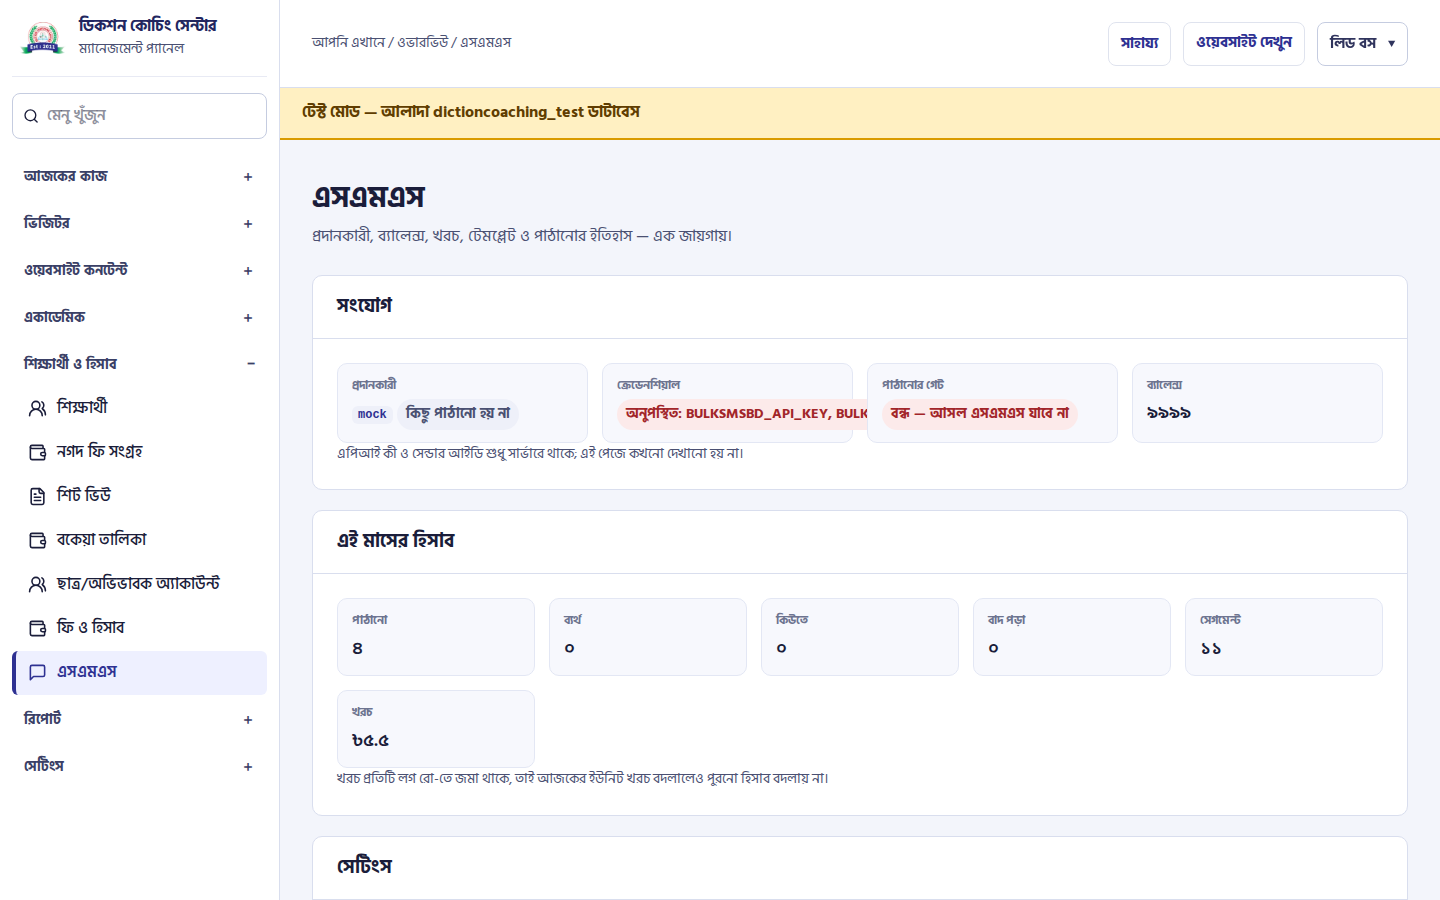 ডিকশন কোচিং সেন্টার
ম্যানেজমেন্ট প্যানেল
Est : 2011
মেনু খুঁজুন
আজকের কাজ +
ভিজিটর +
ওয়েবসাইট কনটেন্ট +
একাডেমিক +
শিক্ষার্থী ও হিসাব −
শিক্ষার্থী
নগদ ফি সংগ্রহ
শিট ভিউ
বকেয়া তালিকা
ছাত্র/অভিভাবক অ্যাকাউন্ট
ফি ও হিসাব
এসএমএস
রিপোর্ট +
সেটিংস +
আপনি এখানে / ওভারভিউ / এসএমএস
সাহায্য
ওয়েবসাইট দেখুন
লিড বস
টেস্ট মোড — আলাদা dictioncoaching_test ডাটাবেস
এসএমএস
প্রদানকারী, ব্যালেন্স, খরচ, টেমপ্লেট ও পাঠানোর ইতিহাস — এক জায়গায়।
সংযোগ
প্রদানকারী
mock কিছু পাঠানো হয় না
ক্রেডেনশিয়াল
অনুপস্থিত: BULKSMSBD_API_KEY, BULK
পাঠানোর গেট
বন্ধ — আসল এসএমএস যাবে না
ব্যালেন্স
৯৯৯৯
এপিআই কী ও সেন্ডার আইডি শুধু সার্ভারে থাকে; এই পেজে কখনো দেখানো হয় না।
এই মাসের হিসাব
পাঠানো
৪
ব্যর্থ
০
কিউতে
০
বাদ পড়া
০
সেগমেন্ট
১১
খরচ
৳৫.৫
খরচ প্রতিটি লগ রো-তে জমা থাকে, তাই আজকের ইউনিট খরচ বদলালেও পুরনো হিসাব বদলায় না।
সেটিংস